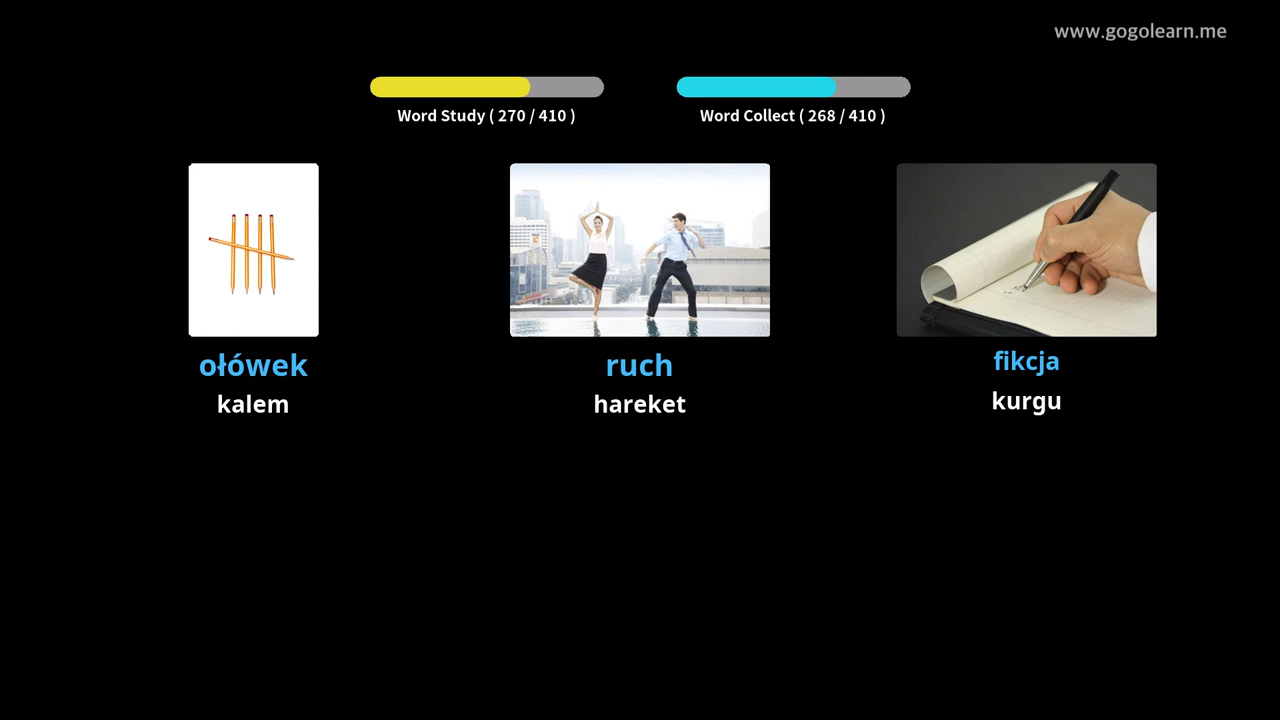 www.gogolearn.me
Word Study ( 270 / 410 )
Word Collect ( 268 / 410 )
ołówek
kalem
ruch
hareket
fikcja
kurgu